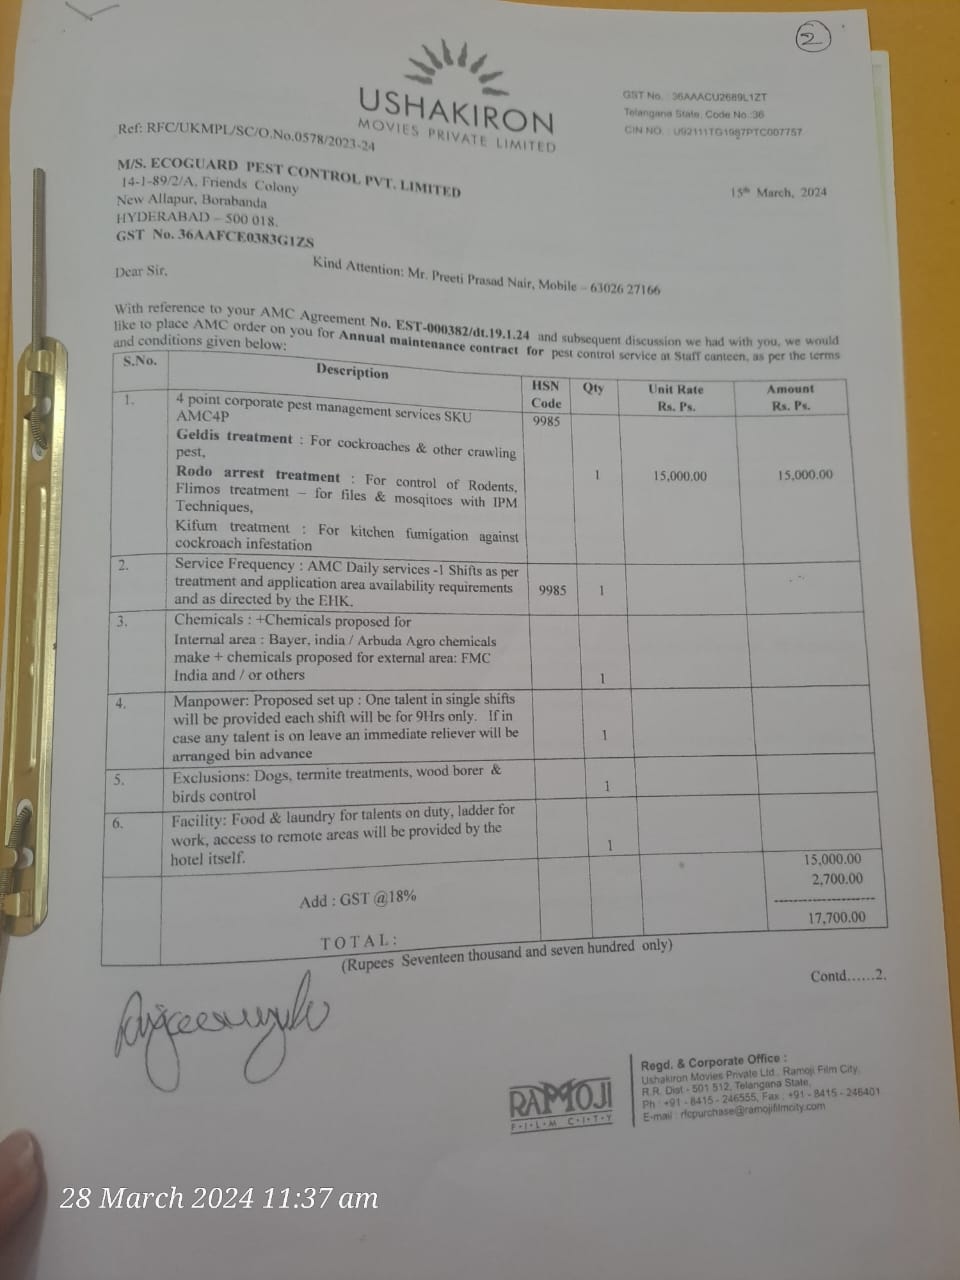 2
USHAKIRON
MOVIES PRIVATE LIMITED
GST No. : 36AAACU2689L1ZT
Telangana State, Code No.:36
CIN NO. : U92111TG1987PTC007757
Ref: RFC/UKMPL/SC/O.No.0578/2023-24
15th March, 2024
M/S. ECOGUARD PEST CONTROL PVT. LIMITED
14-1-89/2/A, Friends Colony
New Allapur, Borabanda
HYDERABAD – 500 018.
GST No. 36AAFCE0383G1ZS
Kind Attention: Mr. Preeti Prasad Nair, Mobile – 63026 27166
Dear Sir,
With reference to your AMC Agreement No. EST-000382/dt.19.1.24 and subsequent discussion we had with you, we would
like to place AMC order on you for Annual maintenance contract for pest control service at Staff canteen, as per the terms
and conditions given below:
S.No. Description HSN Code Qty Unit Rate Rs. Ps. Amount Rs. Ps.
1. 4 point corporate pest management services SKU 9985
AMC4P
Geldis treatment : For cockroaches & other crawling
pest,
Rodo arrest treatment : For control of Rodents, 1 15,000.00 15,000.00
Flimos treatment – for files & mosqitoes with IPM
Techniques,
Kifum treatment : For kitchen fumigation against
cockroach infestation
2. Service Frequency : AMC Daily services -1 Shifts as per
treatment and application area availability requirements 9985 1
and as directed by the EHK.
3. Chemicals : +Chemicals proposed for
Internal area : Bayer, india / Arbuda Agro chemicals
make + chemicals proposed for external area: FMC
India and / or others 1
4. Manpower: Proposed set up : One talent in single shifts
will be provided each shift will be for 9Hrs only. If in
case any talent is on leave an immediate reliever will be 1
arranged bin advance
5. Exclusions: Dogs, termite treatments, wood borer &
birds control 1
6. Facility: Food & laundry for talents on duty, ladder for
work, access to remote areas will be provided by the 1
hotel itself.
15,000.00
Add : GST @18% 2,700.00
TOTAL: 17,700.00
(Rupees Seventeen thousand and seven hundred only)
Contd......2.
RAMOJI
FILM CITY
Regd. & Corporate Office :
Ushakiron Movies Private Ltd., Ramoji Film City,
R.R. Dist - 501 512, Telangana State,
Ph : +91 - 8415 - 246555, Fax : +91 - 8415 - 246401
E-mail : rfcpurchase@ramojifilmcity.com
28 March 2024 11:37 am